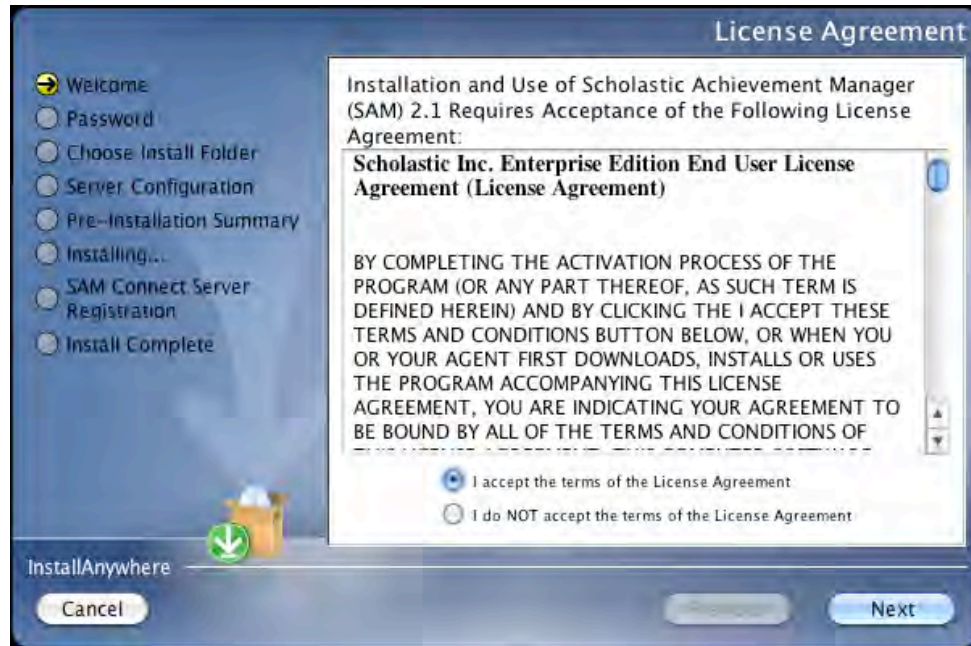 License Agreement
Welcome
Password
Choose Install Folder
Server Configuration
Pre-Installation Summary
Installing...
SAM Connect Server
Registration
Install Complete
Installation and Use of Scholastic Achievement Manager
(SAM) 2.1 Requires Acceptance of the Following License
Agreement:
Scholastic Inc. Enterprise Edition End User License
Agreement (License Agreement)
BY COMPLETING THE ACTIVATION PROCESS OF THE
PROGRAM (OR ANY PART THEREOF, AS SUCH TERM IS
DEFINED HEREIN) AND BY CLICKING THE I ACCEPT THESE
TERMS AND CONDITIONS BUTTON BELOW, OR WHEN YOU
OR YOUR AGENT FIRST DOWNLOADS, INSTALLS OR USES
THE PROGRAM ACCOMPANYING THIS LICENSE
AGREEMENT, YOU ARE INDICATING YOUR AGREEMENT TO
BE BOUND BY ALL OF THE TERMS AND CONDITIONS OF
I accept the terms of the License Agreement
I do NOT accept the terms of the License Agreement
InstallAnywhere
Cancel
Next